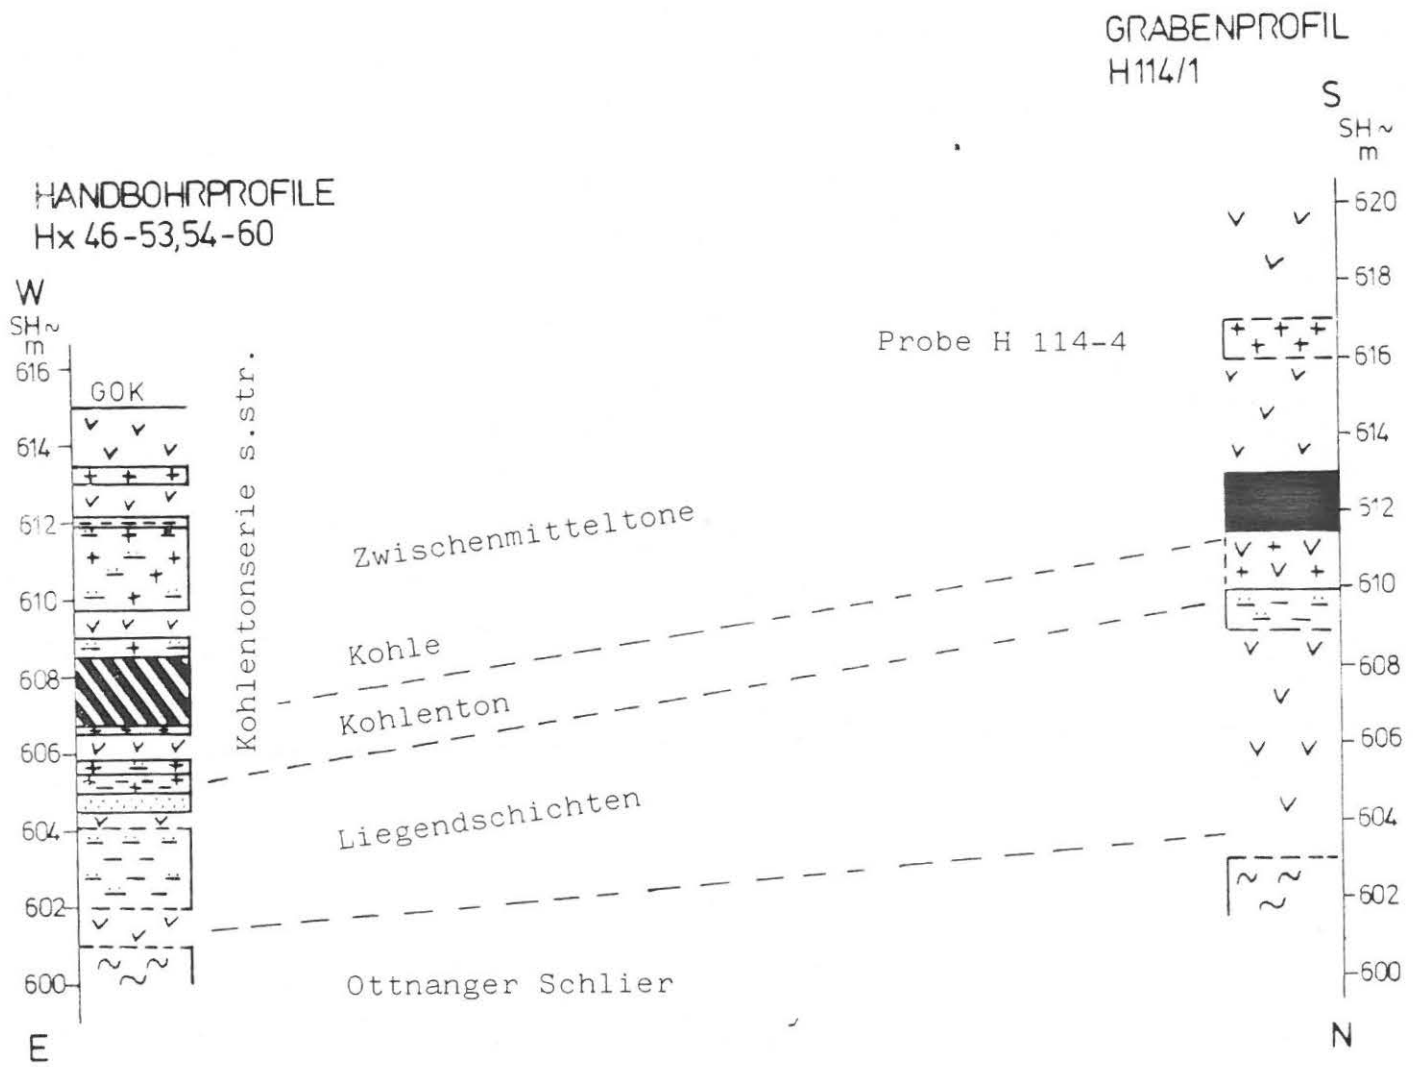 GRABENPROFIL
H114/1
S
SH~
m
620
618
616
614
512
610
608
606
604
602
600
N
Probe H 114-4
HANDBOHRPROFILE
Hx 46-53,54-60
W
SH~
m
616
GOK
614
612
610
608
606
604
602
600
E
Kohlentonserie s.str.
Zwischenmitteltone
Kohle
Kohlenton
Liegendschichten
Ottnanger Schlier